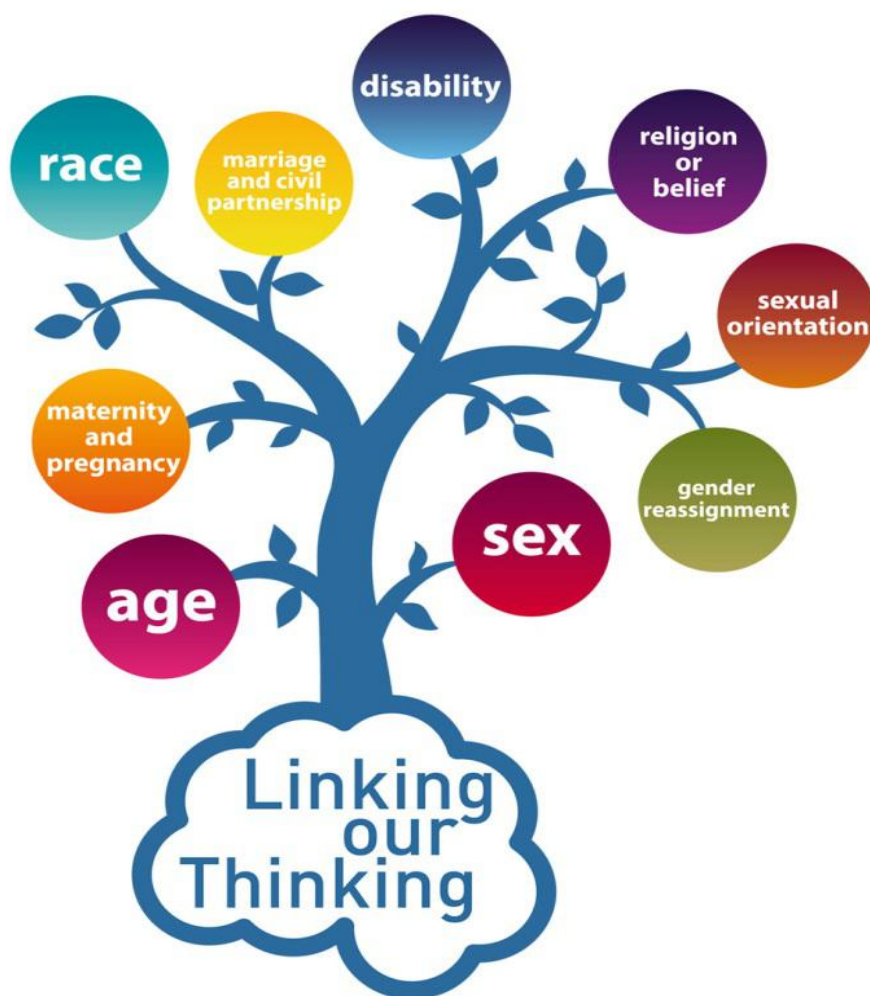 disability
race
marriage
and civil
partnership
religion
or
belief
sexual
orientation
maternity
and
pregnancy
gender
reassignment
sex
age
Linking
our
Thinking